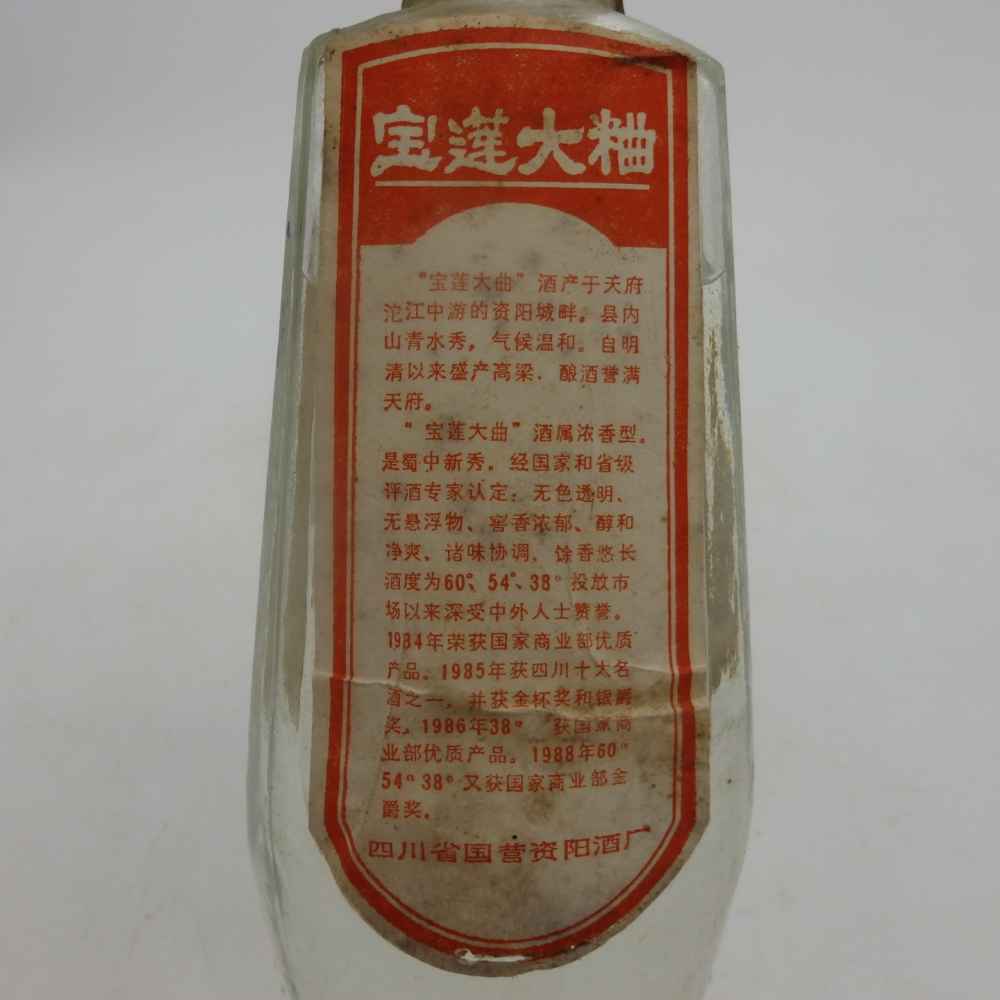 宝莲大粬
“宝莲大曲”酒产于天府
沱江中游的资阳城畔。县内
山青水秀，气候温和。自明
清以来盛产高梁．酿酒誉满
天府。
“宝莲大曲”酒属浓香型。
是蜀中新秀。经国家和省级
评酒专家认定：无色透明、
无悬浮物、窖香浓郁、醇和
净爽、诸味协调、馀香悠长
酒度为60°、54°、38°投放市
场以来深受中外人士赞誉。
1984年荣获国家商业部优质
产品。1985年获四川十大名
酒之一，并获金杯奖和银爵
奖。1986年38° 获国家商
业部优质产品。1988年60°
54°38°又获国家商业部金
爵奖。
四川省国营资阳酒厂